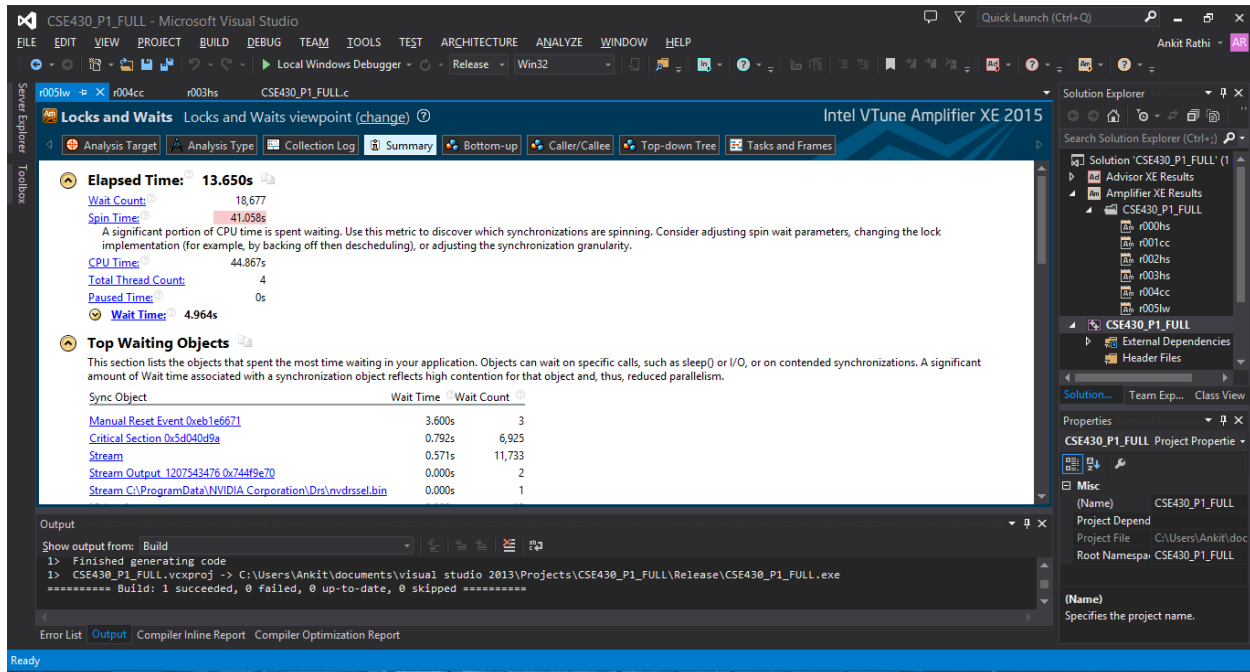 CSE430_P1_FULL - Microsoft Visual Studio
Quick Launch (Ctrl+Q)
FILE EDIT VIEW PROJECT BUILD DEBUG TEAM TOOLS TEST ARCHITECTURE ANALYZE WINDOW HELP
Ankit Rathi AR
Local Windows Debugger Release Win32
Server Explorer
Toolbox
r005lw r004cc r003hs CSE430_P1_FULL.c
Locks and Waits Locks and Waits viewpoint (change)
Intel VTune Amplifier XE 2015
Analysis Target Analysis Type Collection Log Summary Bottom-up Caller/Callee Top-down Tree Tasks and Frames
Elapsed Time: 13.650s
Wait Count: 18,677
Spin Time: 41.058s
A significant portion of CPU time is spent waiting. Use this metric to discover which synchronizations are spinning. Consider adjusting spin wait parameters, changing the lock
implementation (for example, by backing off then descheduling), or adjusting the synchronization granularity.
CPU Time: 44.867s
Total Thread Count: 4
Paused Time: 0s
Wait Time: 4.964s
Top Waiting Objects
This section lists the objects that spent the most time waiting in your application. Objects can wait on specific calls, such as sleep() or I/O, or on contended synchronizations. A significant
amount of Wait time associated with a synchronization object reflects high contention for that object and, thus, reduced parallelism.
Sync Object Wait Time Wait Count
Manual Reset Event 0xeb1e6671 3.600s 3
Critical Section 0x5d040d9a 0.792s 6,925
Stream 0.571s 11,733
Stream Output_1207543476 0x744f9e70 0.000s 2
Stream C:\ProgramData\NVIDIA Corporation\Drs\nvdrssel.bin 0.000s 1
Output
Show output from: Build
1> Finished generating code
1> CSE430_P1_FULL.vcxproj -> C:\Users\Ankit\documents\visual studio 2013\Projects\CSE430_P1_FULL\Release\CSE430_P1_FULL.exe
========== Build: 1 succeeded, 0 failed, 0 up-to-date, 0 skipped ==========
Error List Output Compiler Inline Report Compiler Optimization Report
Ready
Solution Explorer
Search Solution Explorer (Ctrl+;)
Solution 'CSE430_P1_FULL' (1
Advisor XE Results
Amplifier XE Results
CSE430_P1_FULL
r000hs
r001cc
r002hs
r003hs
r004cc
r005lw
CSE430_P1_FULL
External Dependencies
Header Files
Solution... Team Exp... Class View
Properties
CSE430_P1_FULL Project Propertie
Misc
(Name) CSE430_P1_FULL
Project Depend
Project File C:\Users\Ankit\doc
Root Namespa CSE430_P1_FULL
(Name)
Specifies the project name.